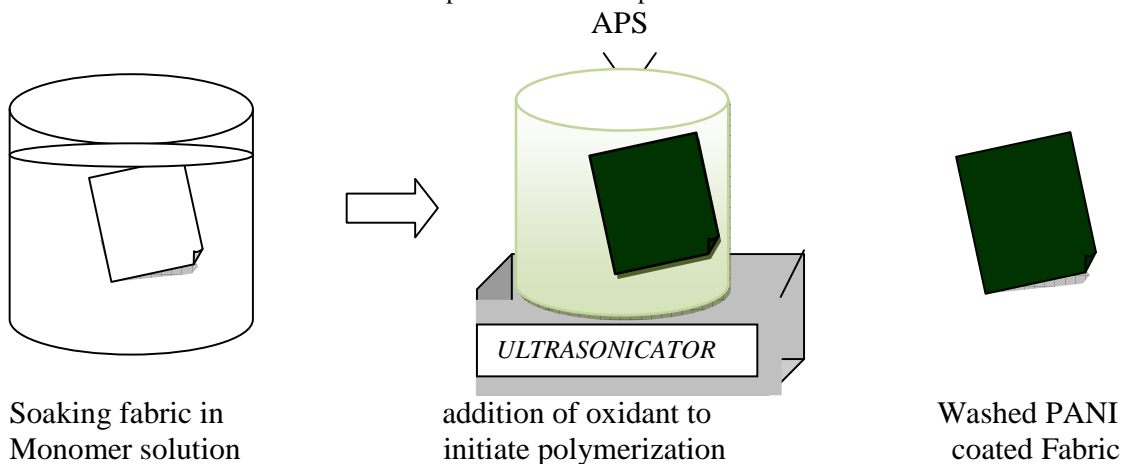 APS
ULTRASONICATOR
Soaking fabric in
Monomer solution
addition of oxidant to
initiate polymerization
Washed PANI
coated Fabric